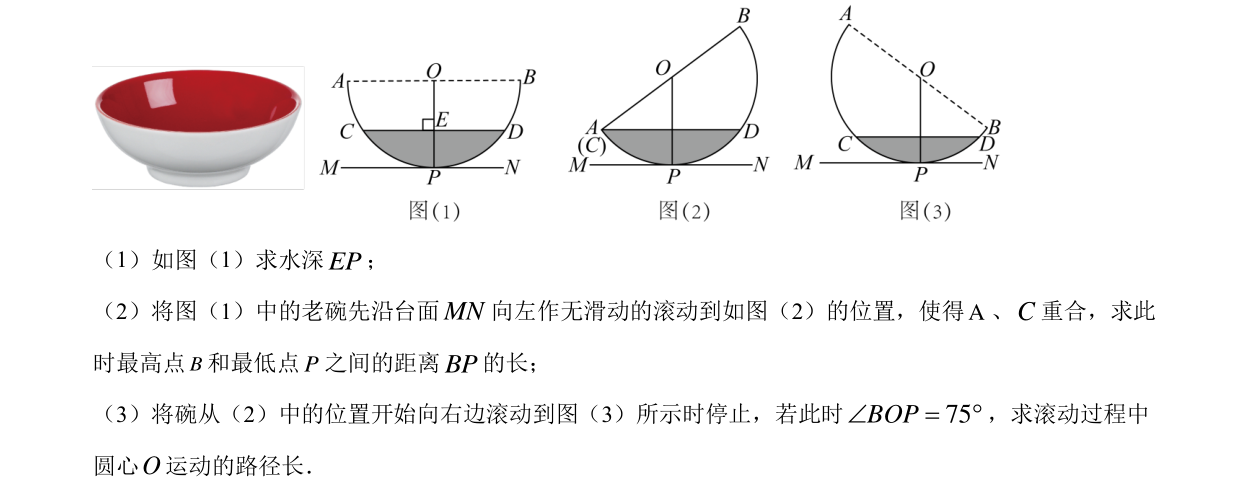 A O B E C D M P N
图(1)
B O A (C) D M P N
图(2)
A O B C D M P N
图(3)
（1）如图（1）求水深EP；
（2）将图（1）中的老碗先沿台面MN向左作无滑动的滚动到如图（2）的位置，使得A、C重合，求此
时最高点B和最低点P之间的距离BP的长；
（3）将碗从（2）中的位置开始向右边滚动到图（3）所示时停止，若此时∠BOP=75°，求滚动过程中
圆心O运动的路径长．